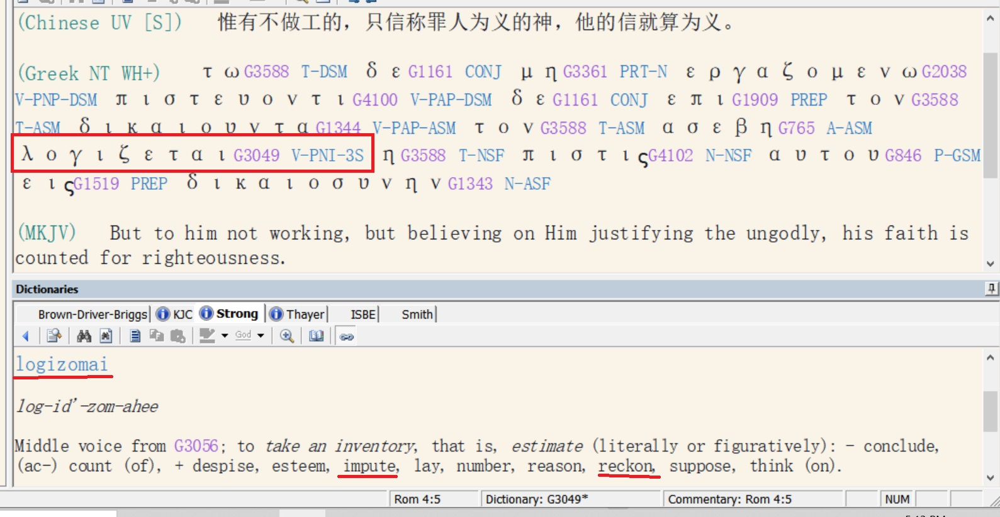 (Chinese UV [S]) 惟有不做工的，只信称罪人为义的神，他的信就算为义。
(Greek NT WH+) τ ω G3588 T-DSM δ ε G1161 CONJ μ η G3361 PRT-N ε ρ γ α ζ ο μ ε ν ω G2038
V-PNP-DSM π ι σ τ ε υ ο ν τ ι G4100 V-PAP-DSM δ ε G1161 CONJ ε π ι G1909 PREP τ ο ν G3588
T-ASM δ ι κ α ι ο υ ν τ α G1344 V-PAP-ASM τ ο ν G3588 T-ASM α σ ε β η G765 A-ASM
λ ο γ ι ζ ε τ α ι G3049 V-PNI-3S η G3588 T-NSF π ι σ τ ι ς G4102 N-NSF α υ τ ο υ G846 P-GSM
ε ι ς G1519 PREP δ ι κ α ι ο σ υ ν η ν G1343 N-ASF
(MKJV) But to him not working, but believing on Him justifying the ungodly, his faith is
counted for righteousness.
Dictionaries
Brown-Driver-Briggs KJC Strong Thayer ISBE Smith
God
logizomai
log-id'-zom-ahee
Middle voice from G3056; to take an inventory, that is, estimate (literally or figuratively): - conclude,
(ac-) count (of), + despise, esteem, impute, lay, number, reason, reckon, suppose, think (on).
Rom 4:5 Dictionary: G3049* Commentary: Rom 4:5 NUM